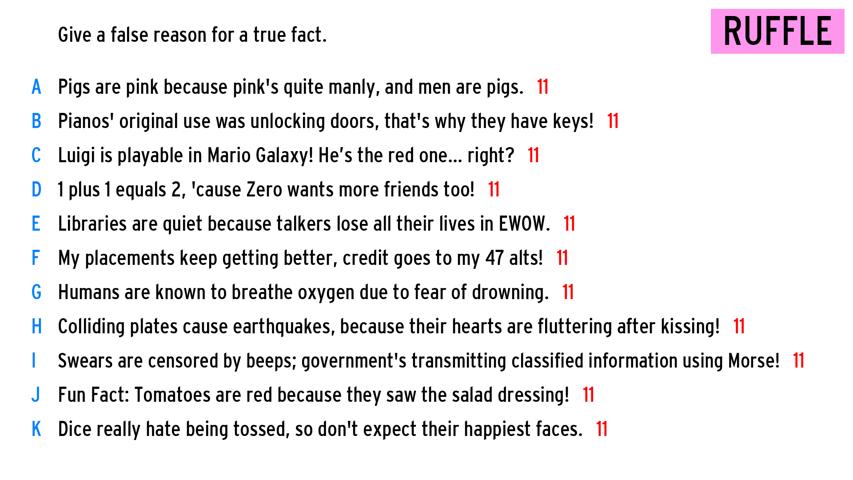 Give a false reason for a true fact.
RUFFLE
A Pigs are pink because pink's quite manly, and men are pigs. 11
B Pianos' original use was unlocking doors, that's why they have keys! 11
C Luigi is playable in Mario Galaxy! He’s the red one... right? 11
D 1 plus 1 equals 2, 'cause Zero wants more friends too! 11
E Libraries are quiet because talkers lose all their lives in EWOW. 11
F My placements keep getting better, credit goes to my 47 alts! 11
G Humans are known to breathe oxygen due to fear of drowning. 11
H Colliding plates cause earthquakes, because their hearts are fluttering after kissing! 11
I Swears are censored by beeps; government's transmitting classified information using Morse! 11
J Fun Fact: Tomatoes are red because they saw the salad dressing! 11
K Dice really hate being tossed, so don't expect their happiest faces. 11